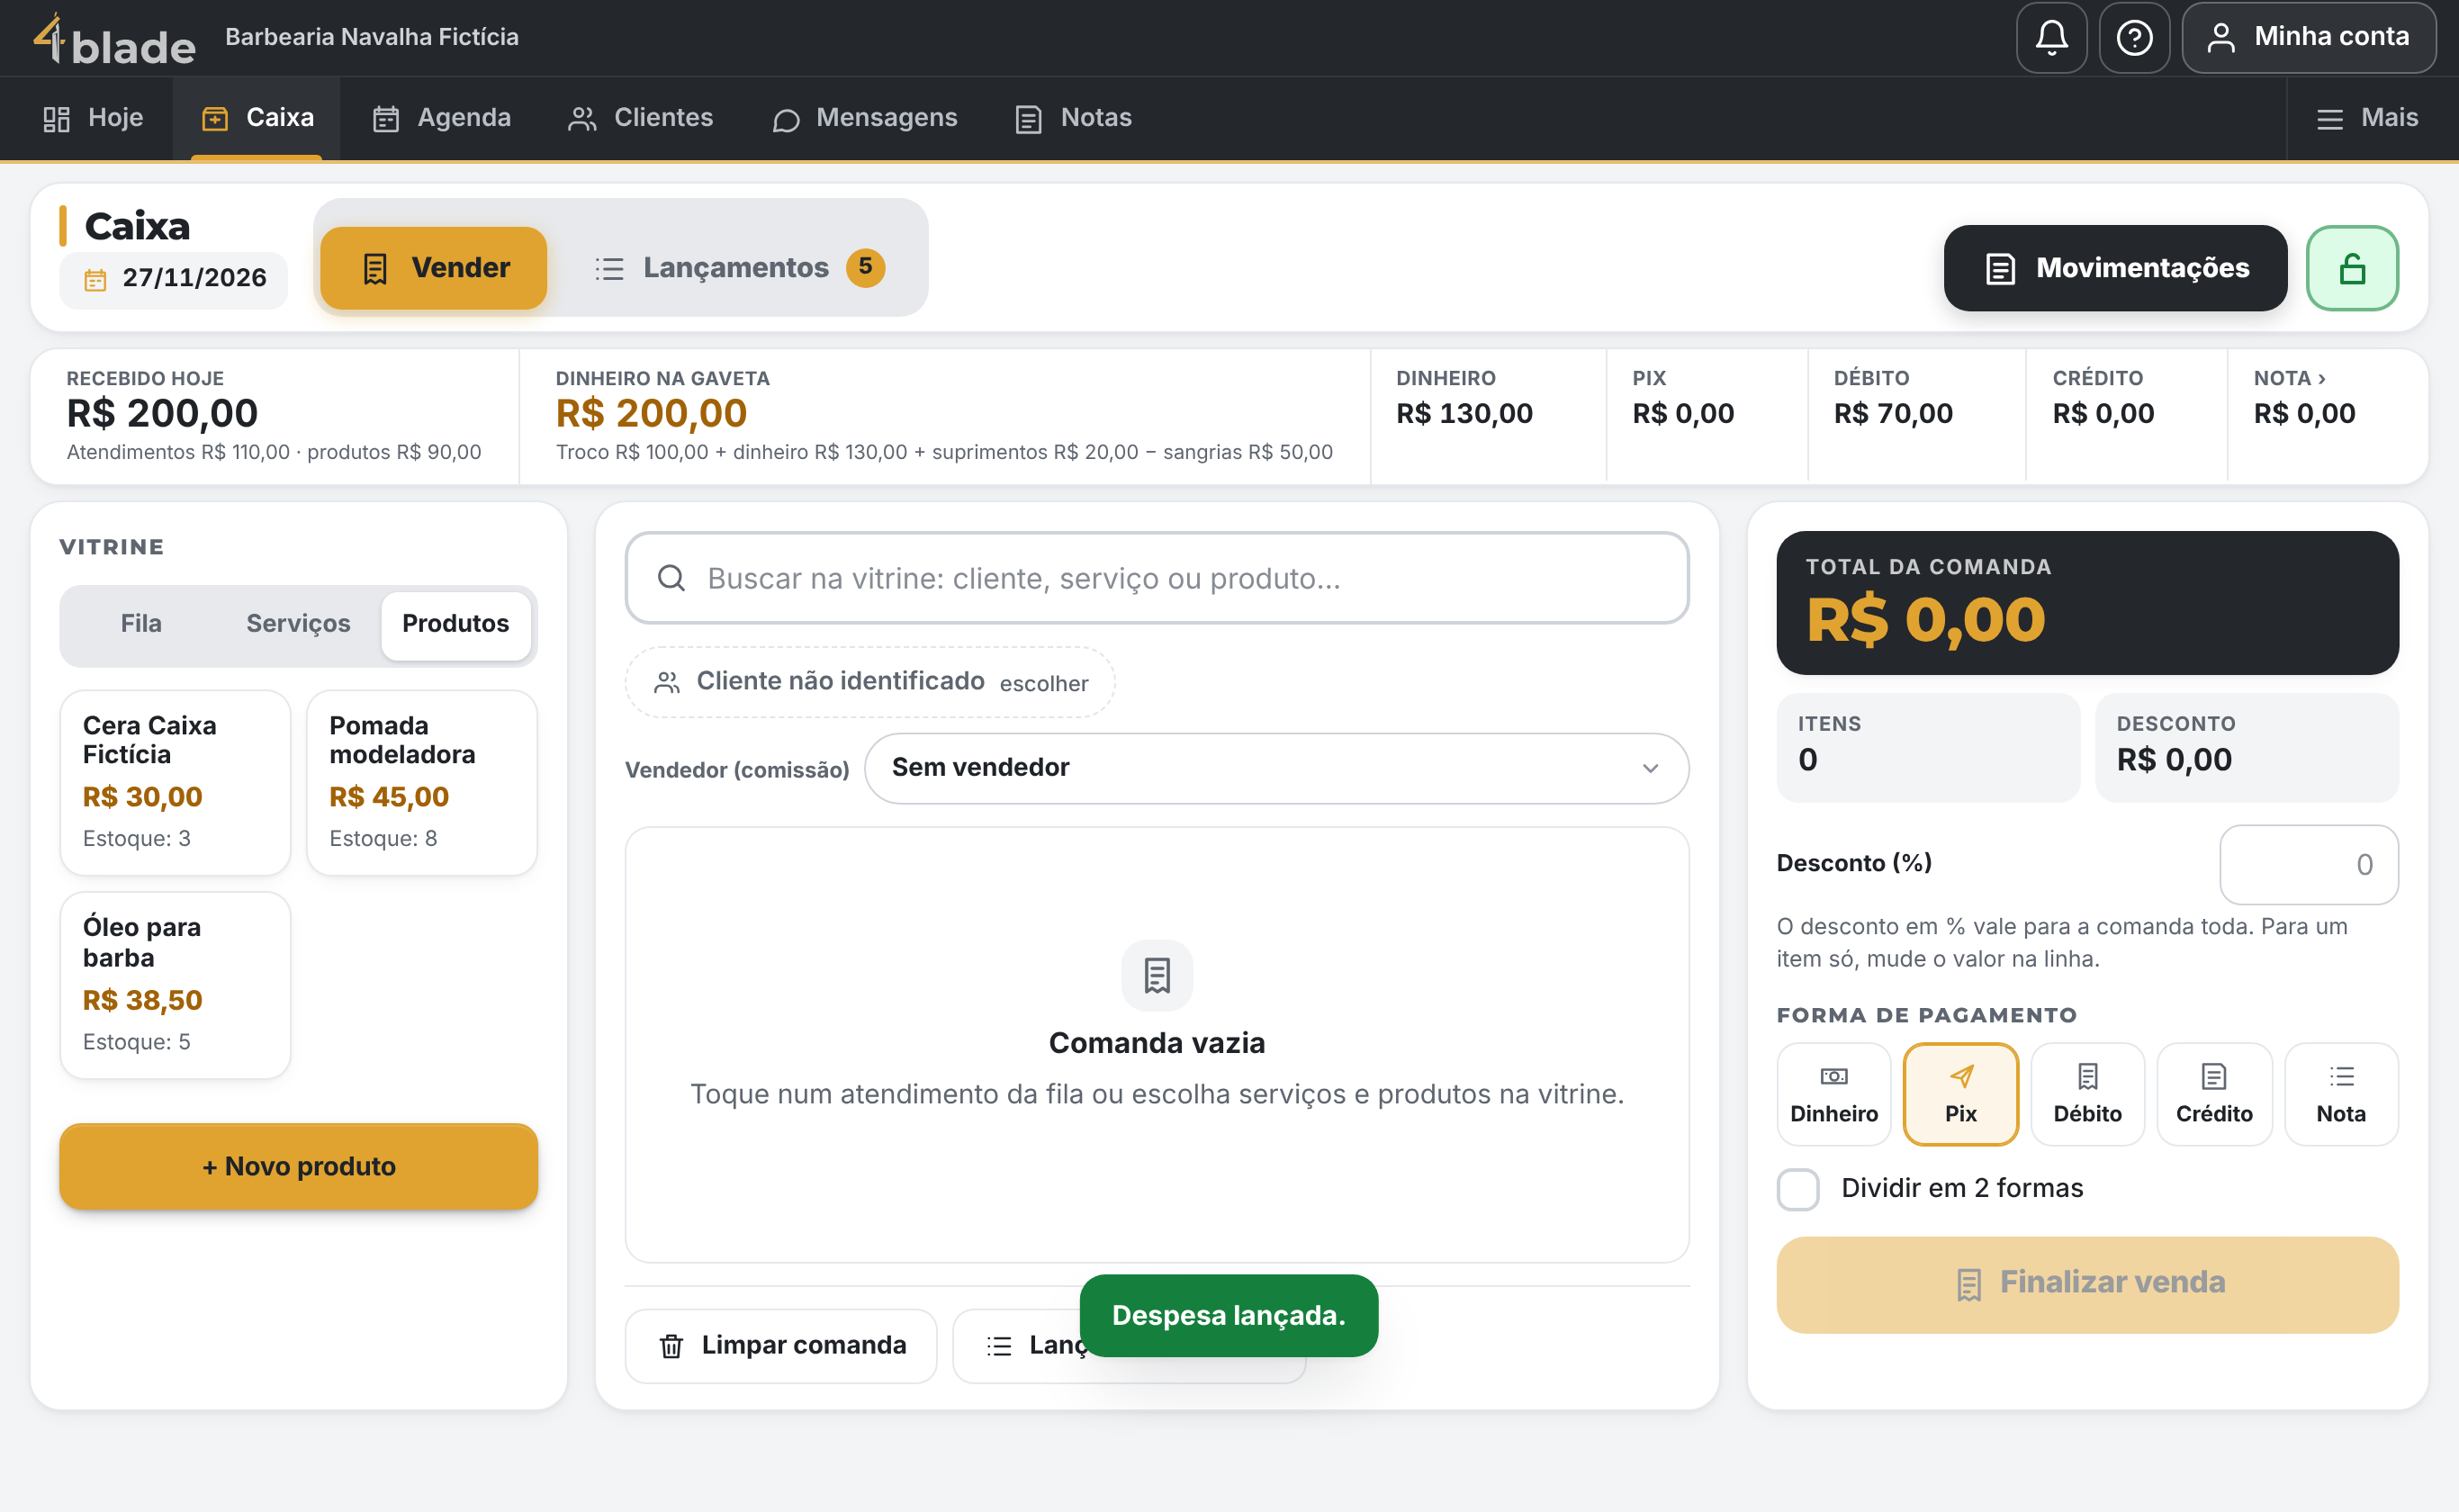 4blade
Barbearia Navalha Fictícia
Minha conta
Hoje
Caixa
Agenda
Clientes
Mensagens
Notas
Mais
Caixa
27/11/2026
Vender
Lançamentos 5
Movimentações
RECEBIDO HOJE
R$ 200,00
Atendimentos R$ 110,00 · produtos R$ 90,00
DINHEIRO NA GAVETA
R$ 200,00
Troco R$ 100,00 + dinheiro R$ 130,00 + suprimentos R$ 20,00 − sangrias R$ 50,00
DINHEIRO
R$ 130,00
PIX
R$ 0,00
DÉBITO
R$ 70,00
CRÉDITO
R$ 0,00
NOTA ›
R$ 0,00
VITRINE
Fila
Serviços
Produtos
Cera Caixa
Fictícia
R$ 30,00
Estoque: 3
Pomada
modeladora
R$ 45,00
Estoque: 8
Óleo para
barba
R$ 38,50
Estoque: 5
+ Novo produto
Buscar na vitrine: cliente, serviço ou produto...
Cliente não identificado escolher
Vendedor (comissão)
Sem vendedor
Comanda vazia
Toque num atendimento da fila ou escolha serviços e produtos na vitrine.
Limpar comanda
Despesa lançada.
TOTAL DA COMANDA
R$ 0,00
ITENS
0
DESCONTO
R$ 0,00
Desconto (%)
0
O desconto em % vale para a comanda toda. Para um
item só, mude o valor na linha.
FORMA DE PAGAMENTO
Dinheiro
Pix
Débito
Crédito
Nota
Dividir em 2 formas
Finalizar venda